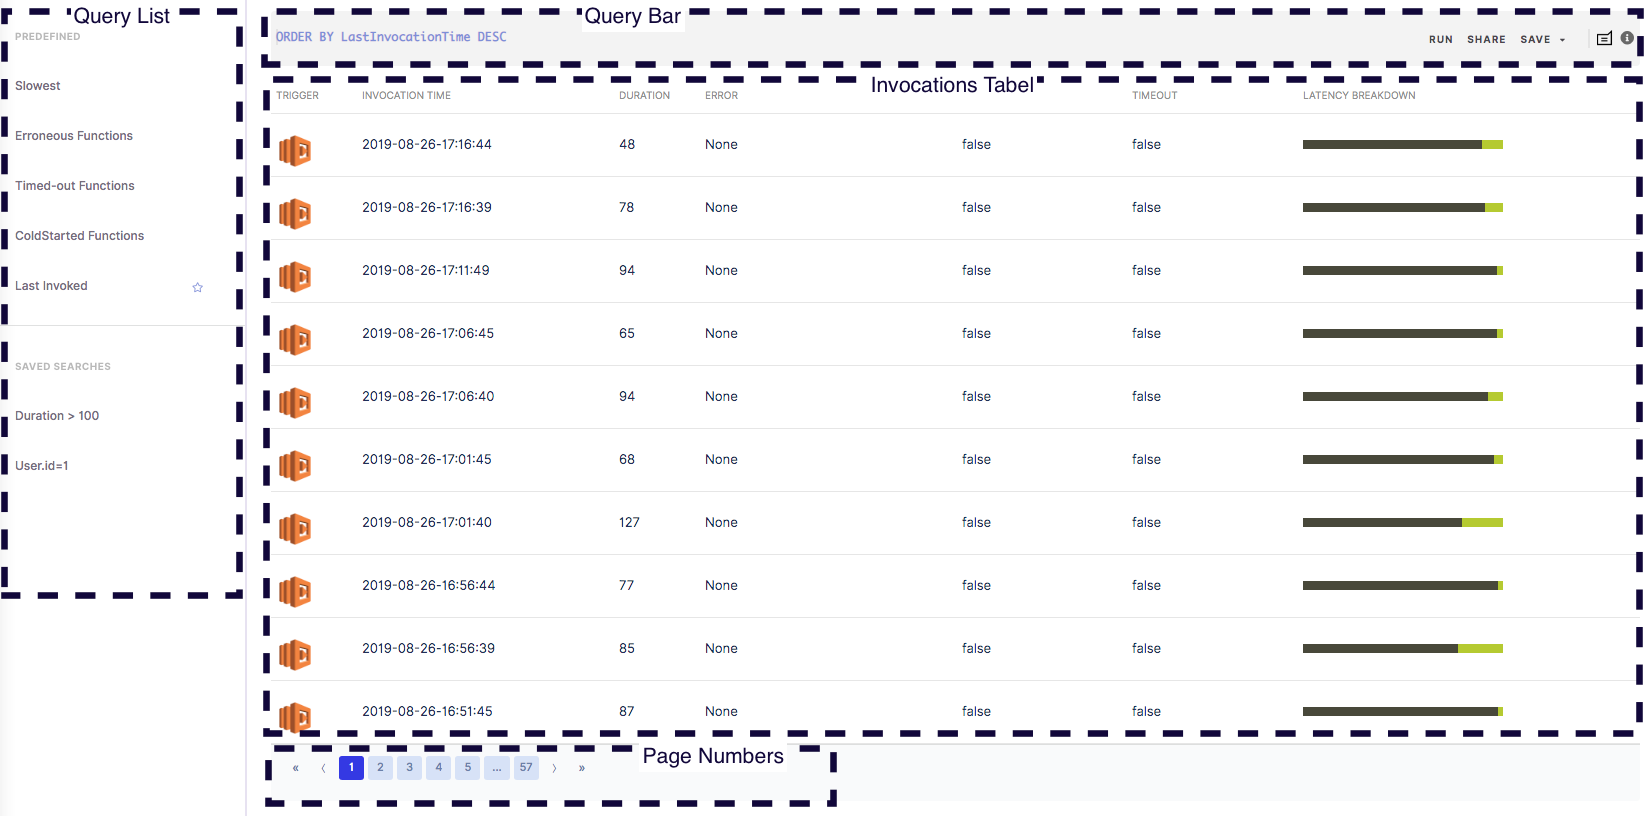 Query List
PREDEFINED
Slowest
Erroneous Functions
Timed-out Functions
ColdStarted Functions
Last Invoked
SAVED SEARCHES
Duration > 100
User.id=1
Query Bar
ORDER BY LastInvocationTime DESC
RUN SHARE SAVE
Invocations Tabel
TRIGGER INVOCATION TIME DURATION ERROR TIMEOUT LATENCY BREAKDOWN
2019-08-26-17:16:44 48 None false false
2019-08-26-17:16:39 78 None false false
2019-08-26-17:11:49 94 None false false
2019-08-26-17:06:45 65 None false false
2019-08-26-17:06:40 94 None false false
2019-08-26-17:01:45 68 None false false
2019-08-26-17:01:40 127 None false false
2019-08-26-16:56:44 77 None false false
2019-08-26-16:56:39 85 None false false
2019-08-26-16:51:45 87 None false false
Page Numbers
« ‹ 1 2 3 4 5 ... 57 › »